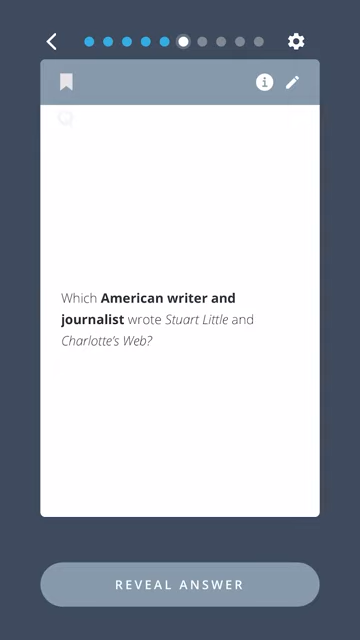 Which American writer and
journalist wrote Stuart Little and
Charlotte’s Web?
REVEAL ANSWER